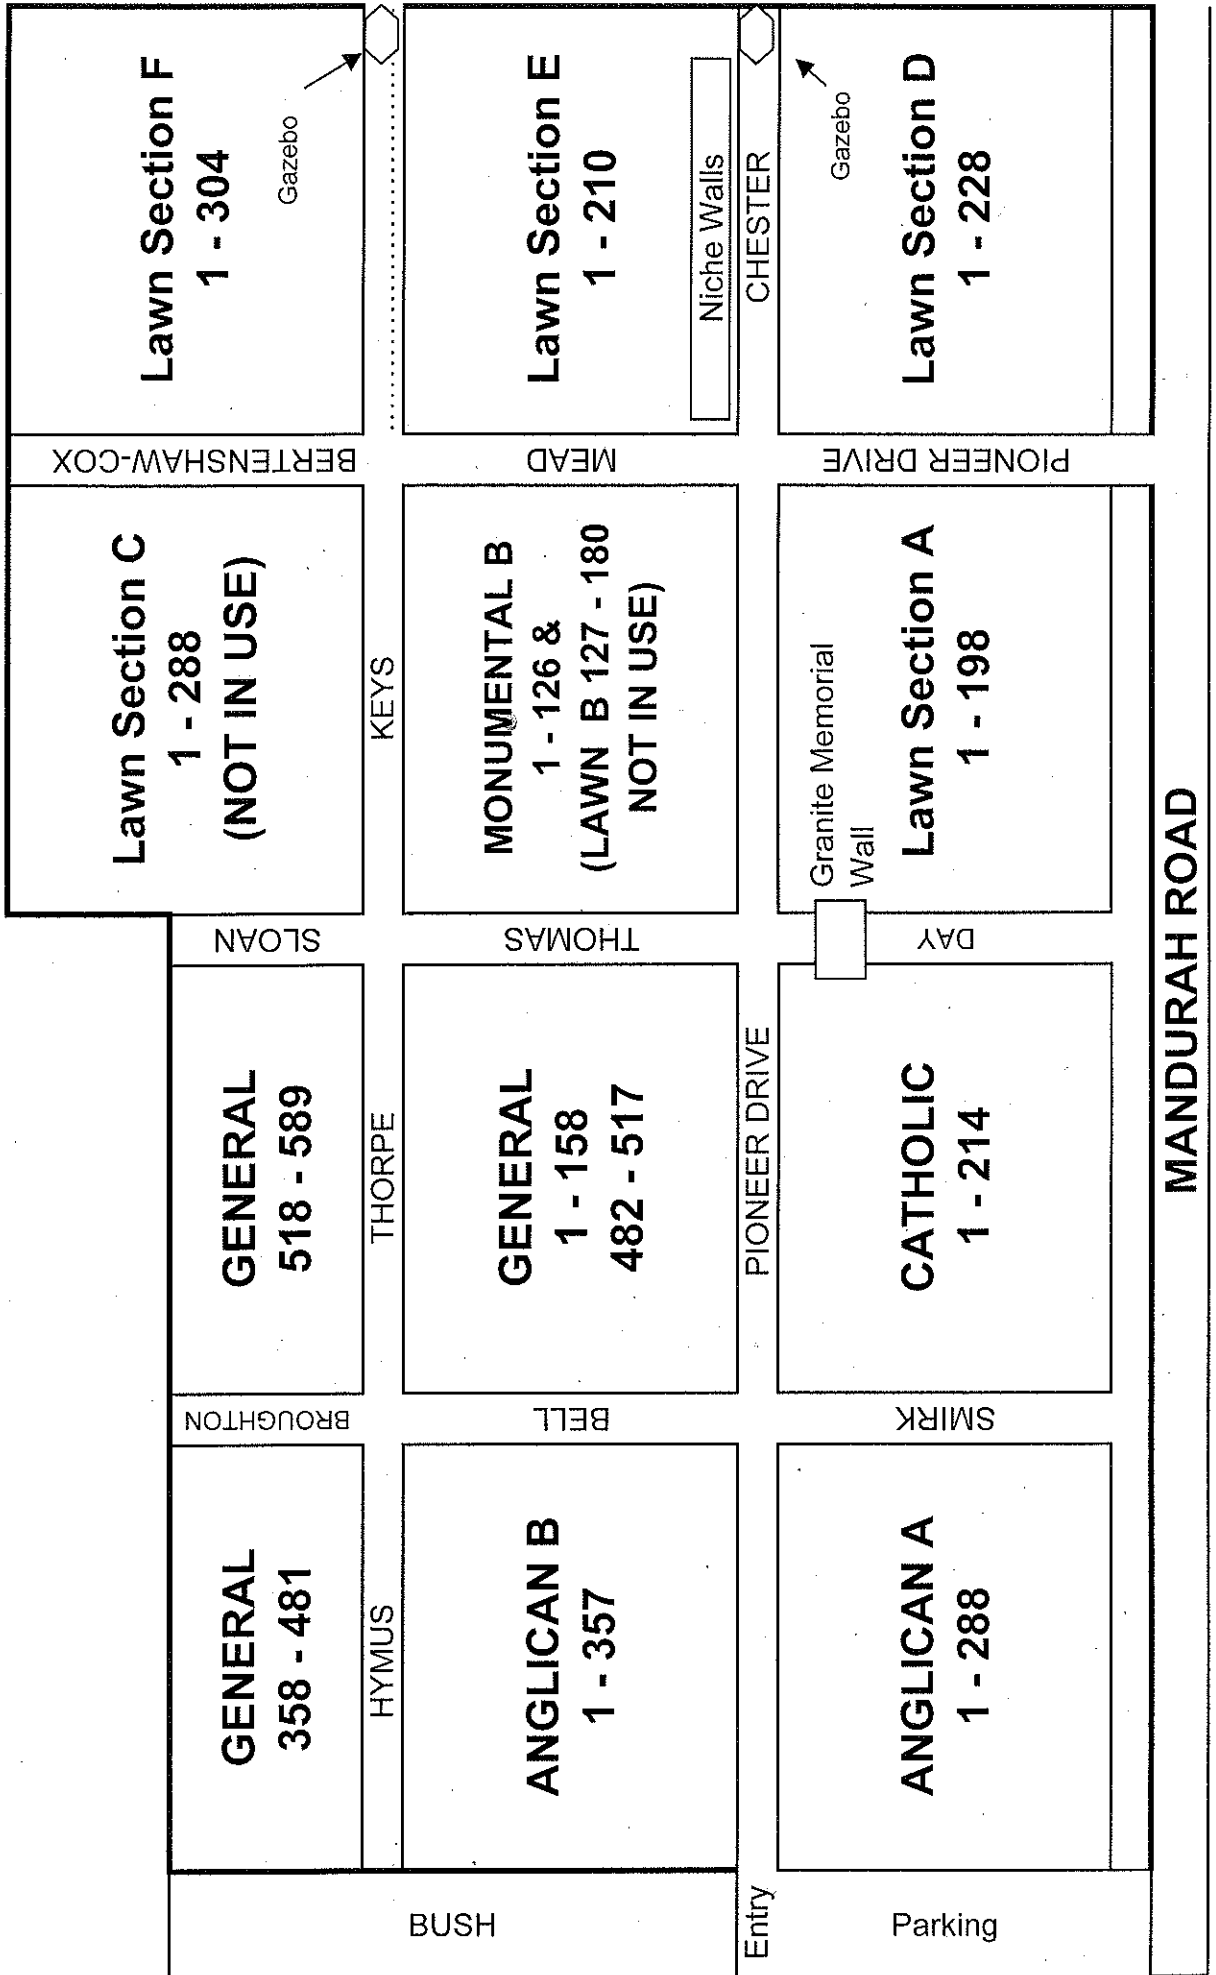 GENERAL
358 - 481
BROUGHTON
GENERAL
518 - 589
SLOAN
Lawn Section C
1 - 288
(NOT IN USE)
BERTENSHAW-COX
Lawn Section F
1 - 304
Gazebo
HYMUS
THORPE
KEYS
BUSH
ANGLICAN B
1 - 357
BELL
GENERAL
1 - 158
482 - 517
THOMAS
MONUMENTAL B
1 - 126 &
(LAWN B 127 - 180
NOT IN USE)
MEAD
Lawn Section E
1 - 210
Niche Walls
Entry
PIONEER DRIVE
CHESTER
Parking
ANGLICAN A
1 - 288
SMIRK
CATHOLIC
1 - 214
DAY
Granite Memorial
Wall
Lawn Section A
1 - 198
PIONEER DRIVE
Gazebo
Lawn Section D
1 - 228
MANDURAH ROAD